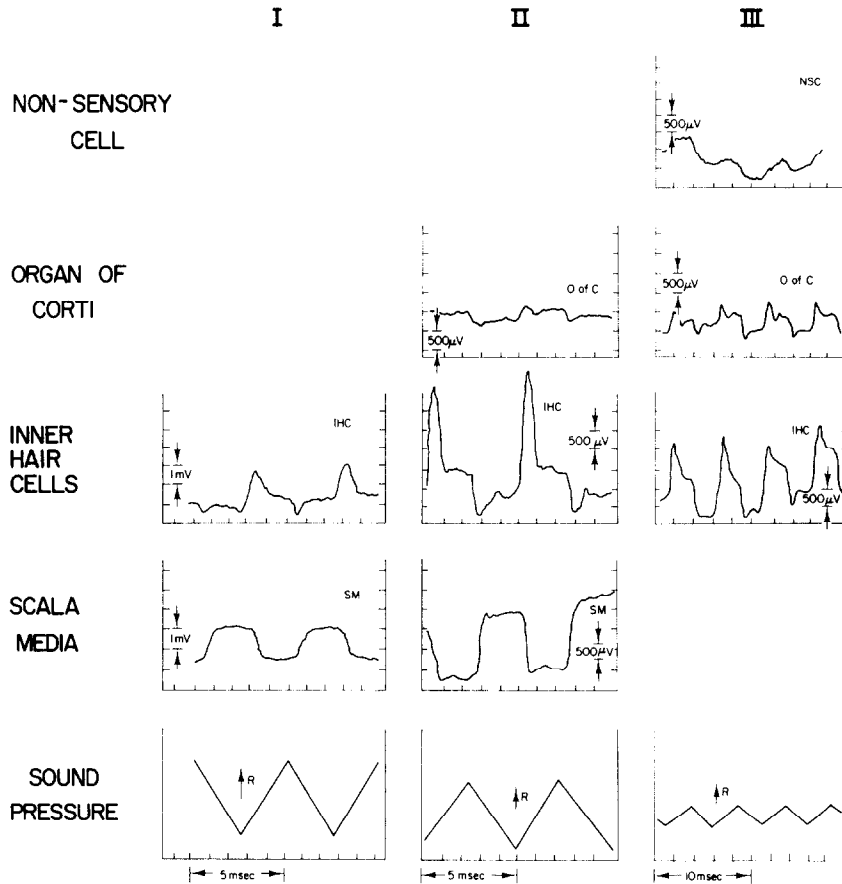 I II III
NON-SENSORY
CELL
NSC
500μV
ORGAN OF
CORTI
O of C
500μV
O of C
500μV
INNER
HAIR
CELLS
IHC
1mV
IHC
500μV
IHC
500μV
SCALA
MEDIA
SM
1mV
SM
500μV
SOUND
PRESSURE
R
R
R
5 msec
5 msec
10 msec